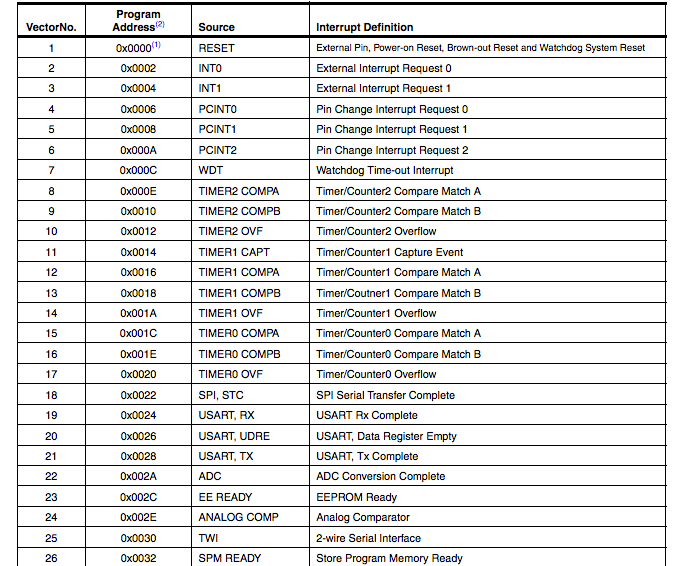 VectorNo. Program Address(2) Source Interrupt Definition
1 0x0000(1) RESET External Pin, Power-on Reset, Brown-out Reset and Watchdog System Reset
2 0x0002 INT0 External Interrupt Request 0
3 0x0004 INT1 External Interrupt Request 1
4 0x0006 PCINT0 Pin Change Interrupt Request 0
5 0x0008 PCINT1 Pin Change Interrupt Request 1
6 0x000A PCINT2 Pin Change Interrupt Request 2
7 0x000C WDT Watchdog Time-out Interrupt
8 0x000E TIMER2 COMPA Timer/Counter2 Compare Match A
9 0x0010 TIMER2 COMPB Timer/Counter2 Compare Match B
10 0x0012 TIMER2 OVF Timer/Counter2 Overflow
11 0x0014 TIMER1 CAPT Timer/Counter1 Capture Event
12 0x0016 TIMER1 COMPA Timer/Counter1 Compare Match A
13 0x0018 TIMER1 COMPB Timer/Coutner1 Compare Match B
14 0x001A TIMER1 OVF Timer/Counter1 Overflow
15 0x001C TIMER0 COMPA Timer/Counter0 Compare Match A
16 0x001E TIMER0 COMPB Timer/Counter0 Compare Match B
17 0x0020 TIMER0 OVF Timer/Counter0 Overflow
18 0x0022 SPI, STC SPI Serial Transfer Complete
19 0x0024 USART, RX USART Rx Complete
20 0x0026 USART, UDRE USART, Data Register Empty
21 0x0028 USART, TX USART, Tx Complete
22 0x002A ADC ADC Conversion Complete
23 0x002C EE READY EEPROM Ready
24 0x002E ANALOG COMP Analog Comparator
25 0x0030 TWI 2-wire Serial Interface
26 0x0032 SPM READY Store Program Memory Ready